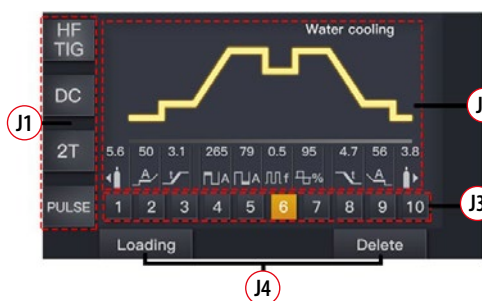 HF
TIG
Water cooling
DC
J1
J
2T
5.6 50 3.1 265 79 0.5 95 4.7 56 3.8
A A A f % A
PULSE
1 2 3 4 5 6 7 8 9 10
J3
Loading Delete
J4